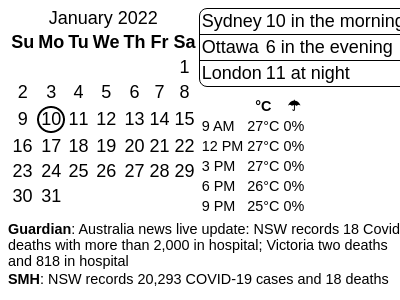 January 2022
Su Mo Tu We Th Fr Sa
1
2 3 4 5 6 7 8
9 10 11 12 13 14 15
16 17 18 19 20 21 22
23 24 25 26 27 28 29
30 31
Sydney 10 in the morning
Ottawa 6 in the evening
London 11 at night
°C ☂
9 AM 27°C 0%
12 PM 27°C 0%
3 PM 27°C 0%
6 PM 26°C 0%
9 PM 25°C 0%
Guardian: Australia news live update: NSW records 18 Covid
deaths with more than 2,000 in hospital; Victoria two deaths
and 818 in hospital
SMH: NSW records 20,293 COVID-19 cases and 18 deaths